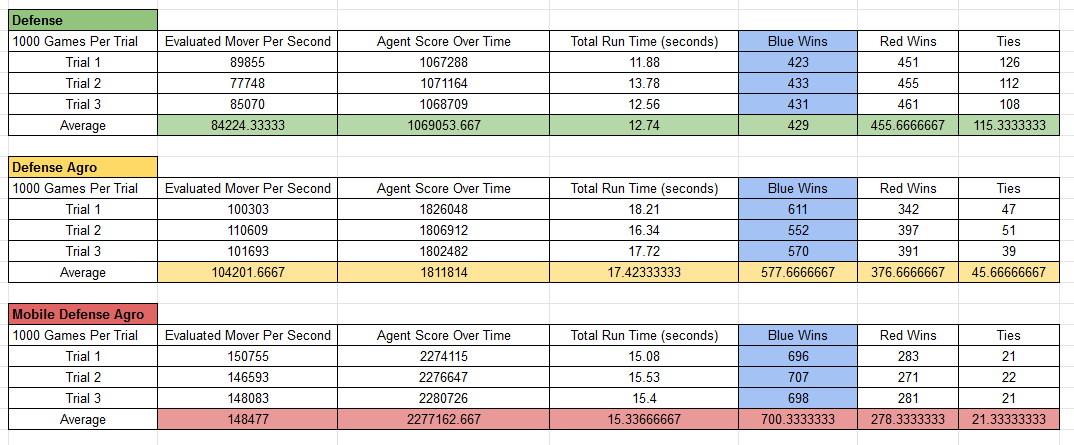 Defense
1000 Games Per Trial Evaluated Mover Per Second Agent Score Over Time Total Run Time (seconds) Blue Wins Red Wins Ties
Trial 1 89855 1067288 11.88 423 451 126
Trial 2 77748 1071164 13.78 433 455 112
Trial 3 85070 1068709 12.56 431 461 108
Average 84224.33333 1069053.667 12.74 429 455.6666667 115.3333333
Defense Agro
1000 Games Per Trial Evaluated Mover Per Second Agent Score Over Time Total Run Time (seconds) Blue Wins Red Wins Ties
Trial 1 100303 1826048 18.21 611 342 47
Trial 2 110609 1806912 16.34 552 397 51
Trial 3 101693 1802482 17.72 570 391 39
Average 104201.6667 1811814 17.42333333 577.6666667 376.6666667 45.66666667
Mobile Defense Agro
1000 Games Per Trial Evaluated Mover Per Second Agent Score Over Time Total Run Time (seconds) Blue Wins Red Wins Ties
Trial 1 150755 2274115 15.08 696 283 21
Trial 2 146593 2276647 15.53 707 271 22
Trial 3 148083 2280726 15.4 698 281 21
Average 148477 2277162.667 15.33666667 700.3333333 278.3333333 21.33333333